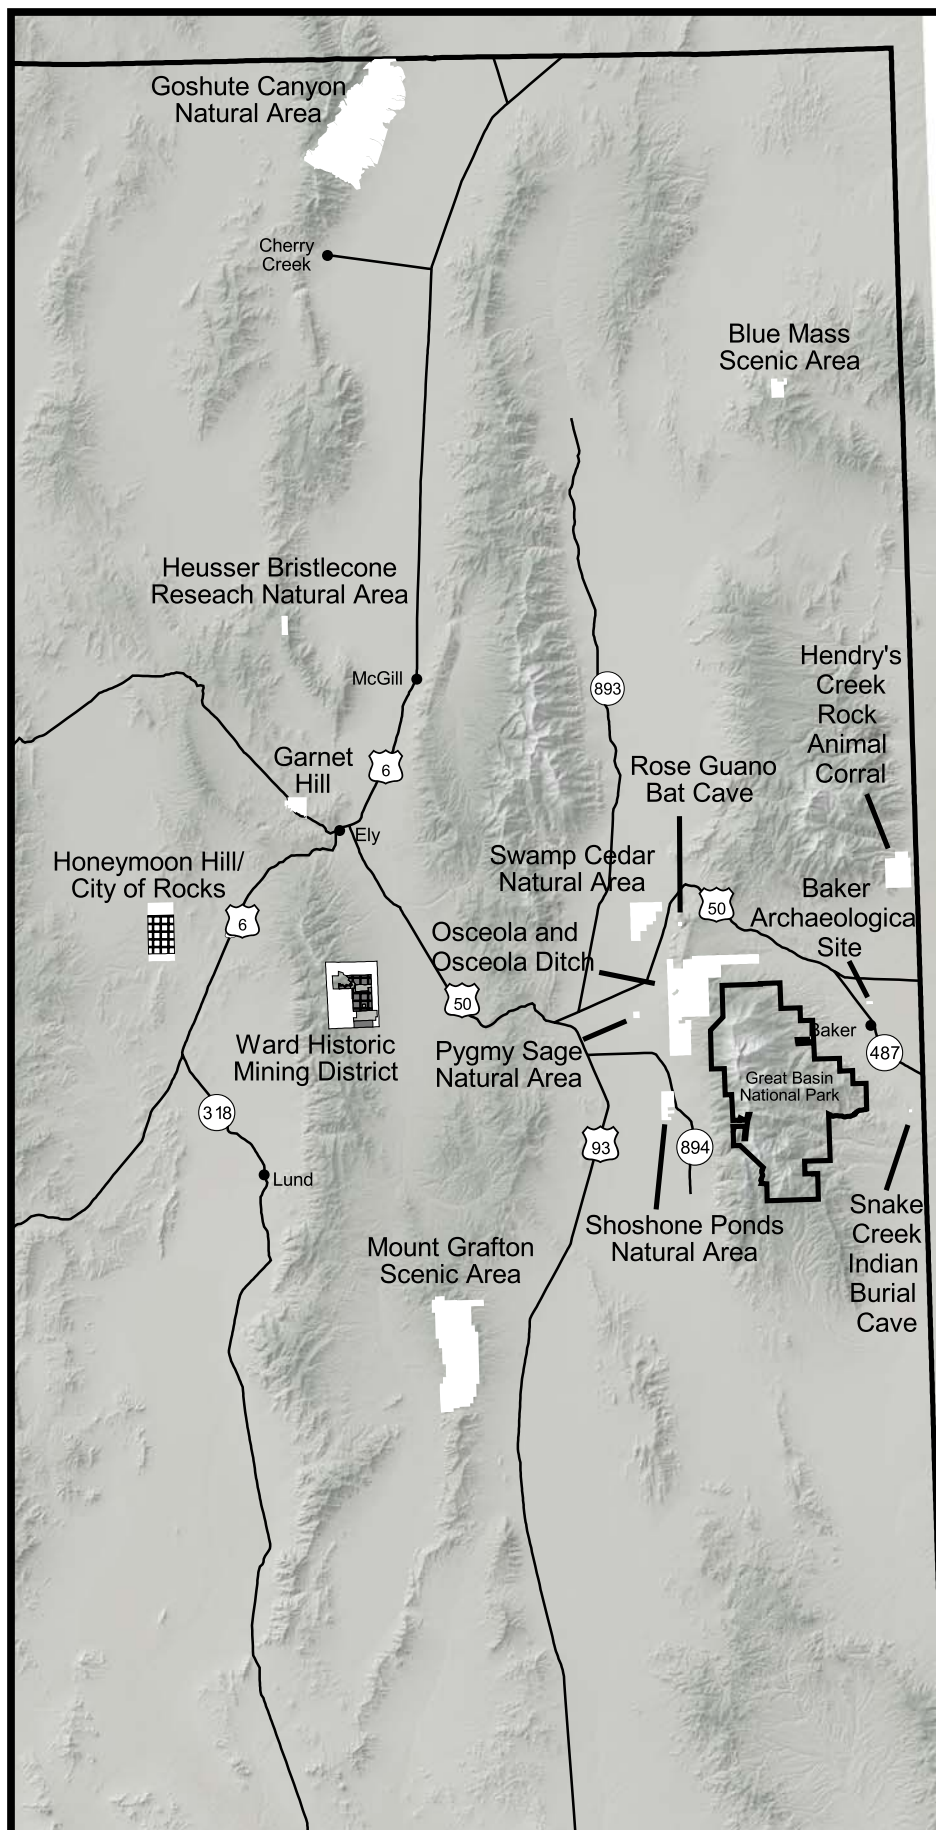 Goshute Canyon
Natural Area
Cherry
Creek
Blue Mass
Scenic Area
Heusser Bristlecone
Reseach Natural Area
McGill
893
Hendry's
Creek
Rock
Animal
Corral
6
Garnet
Hill
Rose Guano
Bat Cave
Ely
Honeymoon Hill/
City of Rocks
Swamp Cedar
Natural Area
Baker
Archaeologica
Site
50
6
Osceola and
Osceola Ditch
50
Ward Historic
Mining District
Pygmy Sage
Natural Area
Baker
487
Great Basin
National Park
318
93
894
Lund
Shoshone Ponds
Natural Area
Snake
Creek
Indian
Burial
Cave
Mount Grafton
Scenic Area